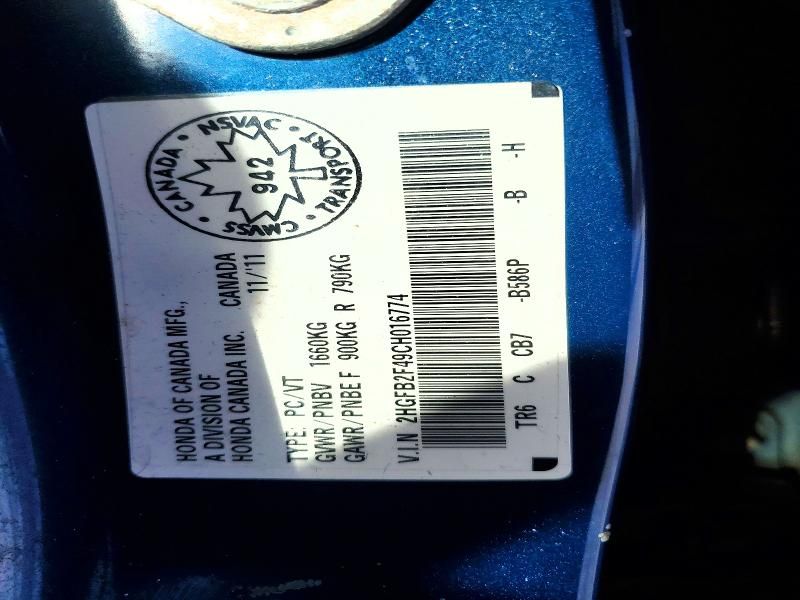 HONDA OF CANADA MFG.,
A DIVISION OF
HONDA CANADA INC. CANADA
11/'11
CANADA • NSVAC • TRANSPORT • CMVSS •
942
TYPE: PC/VT
GVWR/PNBV 1660KG
GAWR/PNBE F 900KG R 790KG
V.I.N 2HGFB2F49CH016774
TR6 C CB7 -B586P -B -H